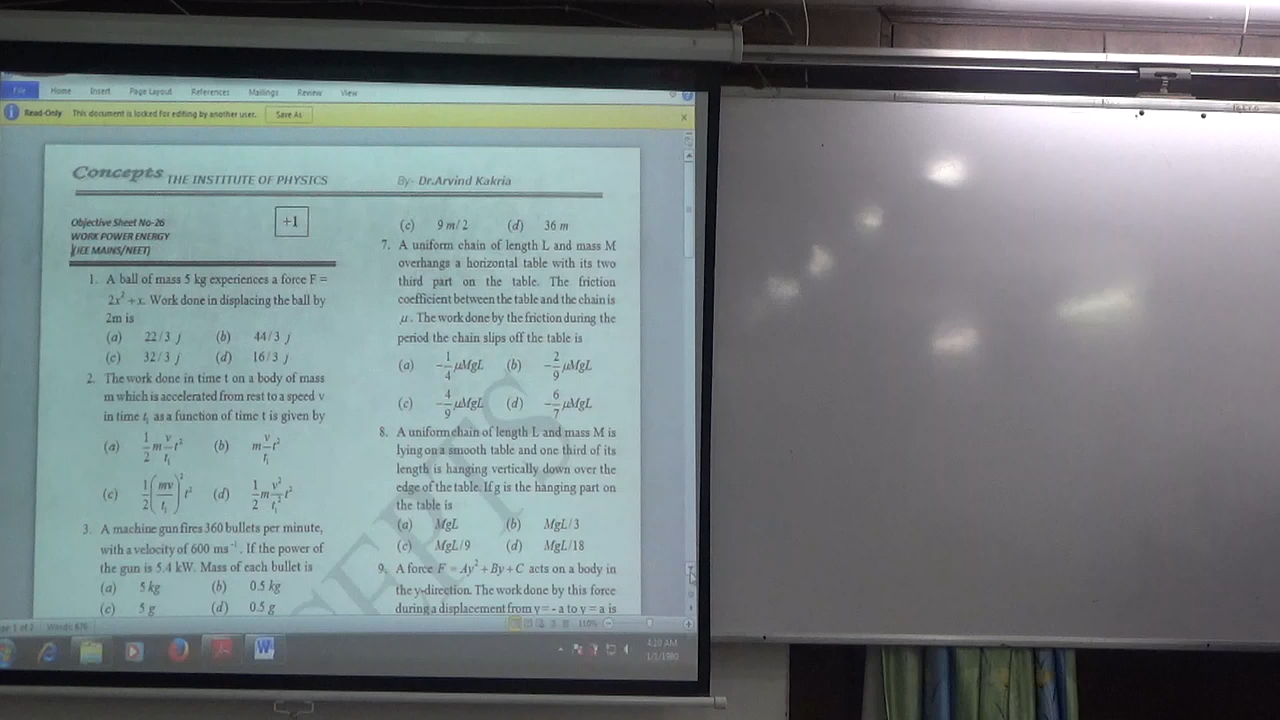 File Home Insert Page Layout References Mailings Review View
Read-Only This document is locked for editing by another user. Save As
Concepts THE INSTITUTE OF PHYSICS By- Dr.Arvind Kakria
Objective Sheet No-26
WORK POWER ENERGY
(JEE MAINS/NEET)
+1
1. A ball of mass 5 kg experiences a force F =
2x² + x. Work done in displacing the ball by
2m is
(a) 22/3 j (b) 44/3 j
(c) 32/3 j (d) 16/3 j
2. The work done in time t on a body of mass
m which is accelerated from rest to a speed v
in time t₁ as a function of time t is given by
(a) 1/2 m v/t₁ t² (b) m v/t₁ t²
(c) 1/2 (mv/t₁)² t² (d) 1/2 m v²/t₁² t²
3. A machine gun fires 360 bullets per minute,
with a velocity of 600 ms⁻¹. If the power of
the gun is 5.4 kW. Mass of each bullet is
(a) 5 kg (b) 0.5 kg
(c) 5 g (d) 0.5 g
(c) 9 m/2 (d) 36 m
7. A uniform chain of length L and mass M
overhangs a horizontal table with its two
third part on the table. The friction
coefficient between the table and the chain is
μ. The work done by the friction during the
period the chain slips off the table is
(a) -1/4 μMgL (b) -2/9 μMgL
(c) -4/9 μMgL (d) -6/7 μMgL
8. A uniform chain of length L and mass M is
lying on a smooth table and one third of its
length is hanging vertically down over the
edge of the table. If g is the hanging part on
the table is
(a) MgL (b) MgL/3
(c) MgL/9 (d) MgL/18
9. A force F = Ay² + By + C acts on a body in
the y-direction. The work done by this force
during a displacement from y = - a to y = a is
CEPTS
Words: 676
110%
4:20 AM
1/1/1980